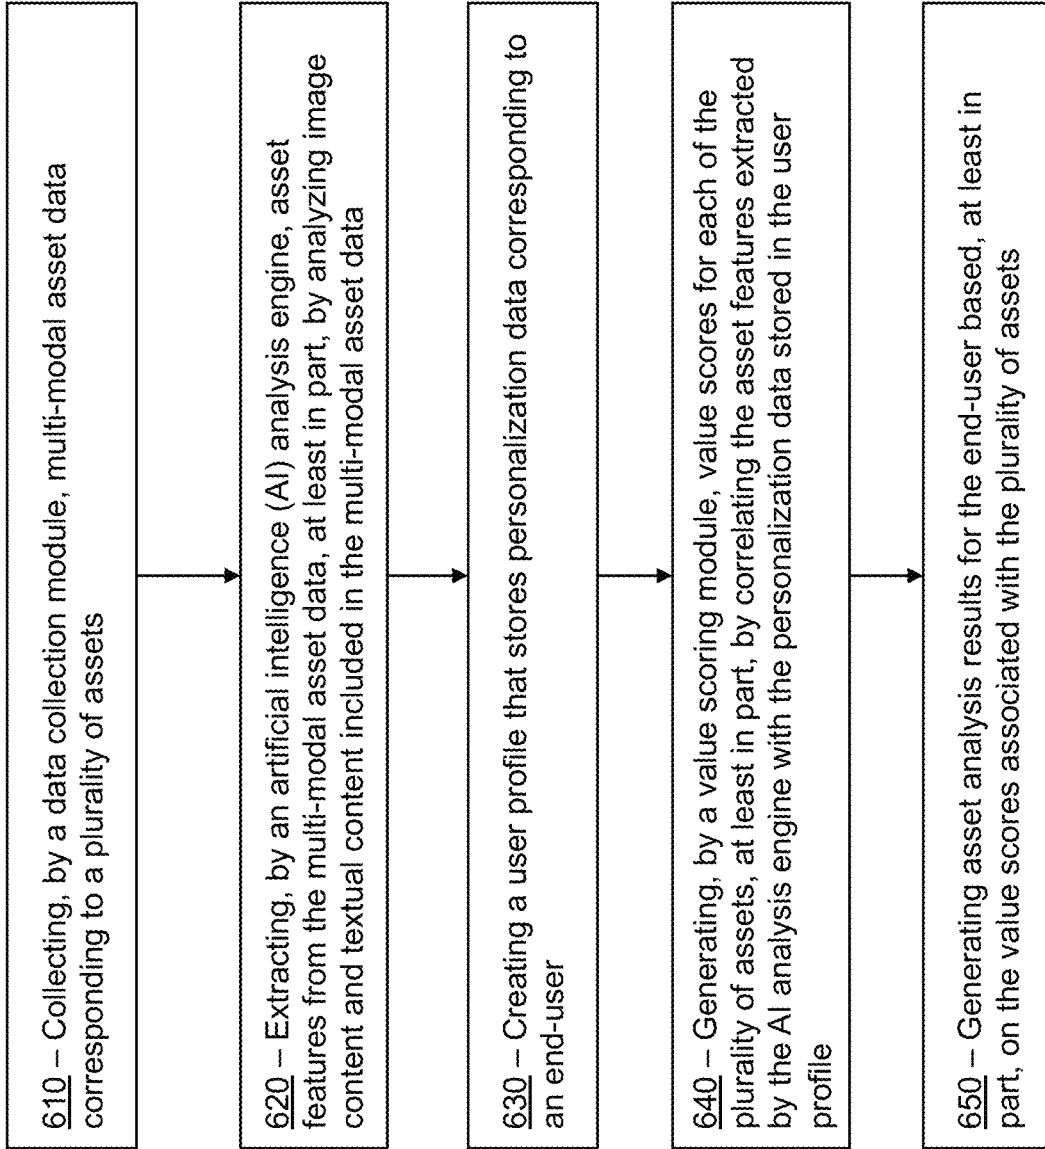 610 – Collecting, by a data collection module, multi-modal asset data
corresponding to a plurality of assets
620 – Extracting, by an artificial intelligence (AI) analysis engine, asset
features from the multi-modal asset data, at least in part, by analyzing image
content and textual content included in the multi-modal asset data
630 – Creating a user profile that stores personalization data corresponding to
an end-user
640 – Generating, by a value scoring module, value scores for each of the
plurality of assets, at least in part, by correlating the asset features extracted
by the AI analysis engine with the personalization data stored in the user
profile
650 – Generating asset analysis results for the end-user based, at least in
part, on the value scores associated with the plurality of assets